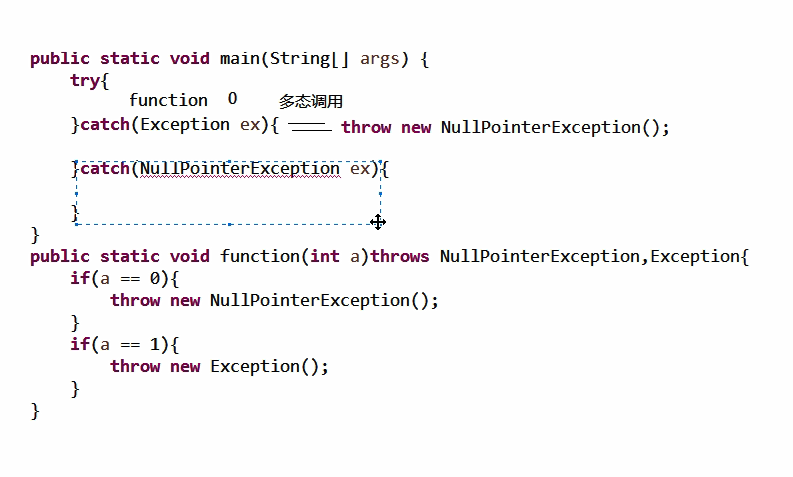 public static void main(String[] args) {
try{
function 0 多态调用
}catch(Exception ex){ throw new NullPointerException();
}catch(NullPointerException ex){
}
}
public static void function(int a)throws NullPointerException,Exception{
if(a == 0){
throw new NullPointerException();
}
if(a == 1){
throw new Exception();
}
}